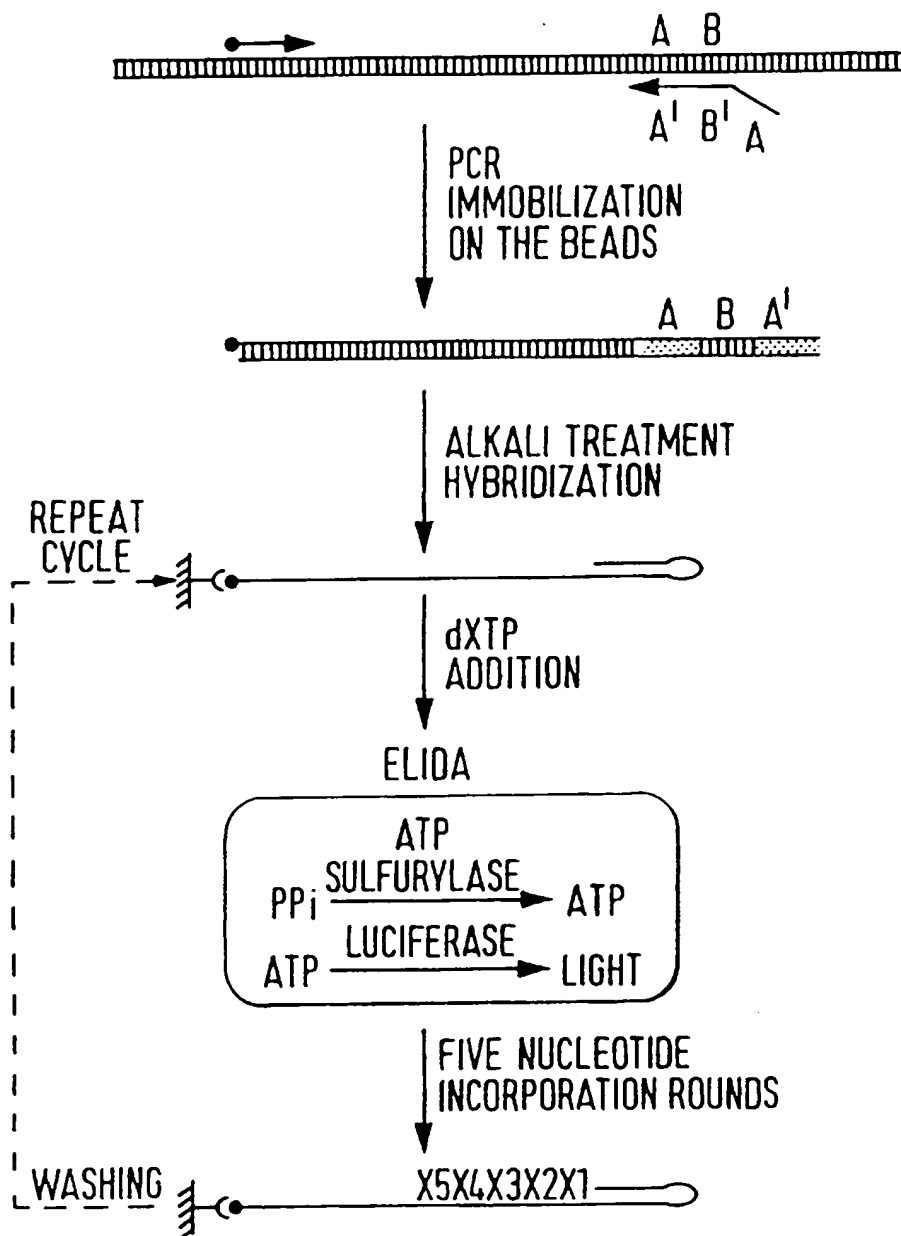 A B
A' B' A
PCR
IMMOBILIZATION
ON THE BEADS
A B A'
ALKALI TREATMENT
HYBRIDIZATION
REPEAT
CYCLE
dXTP
ADDITION
ELIDA
ATP
SULFURYLASE
PPi ATP
LUCIFERASE
ATP LIGHT
FIVE NUCLEOTIDE
INCORPORATION ROUNDS
WASHING
X5X4X3X2X1